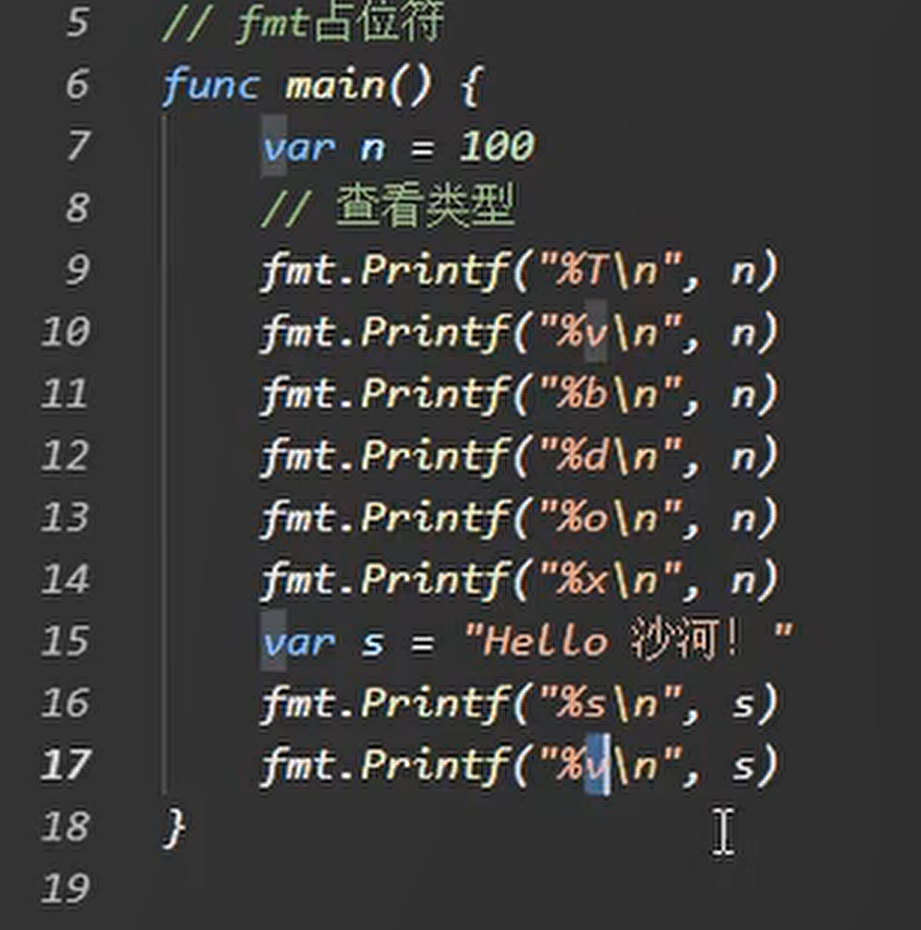 5 // fmt占位符
6 func main() {
7 var n = 100
8 // 查看类型
9 fmt.Printf("%T\n", n)
10 fmt.Printf("%v\n", n)
11 fmt.Printf("%b\n", n)
12 fmt.Printf("%d\n", n)
13 fmt.Printf("%o\n", n)
14 fmt.Printf("%x\n", n)
15 var s = "Hello 沙河！"
16 fmt.Printf("%s\n", s)
17 fmt.Printf("%v\n", s)
18 }
19